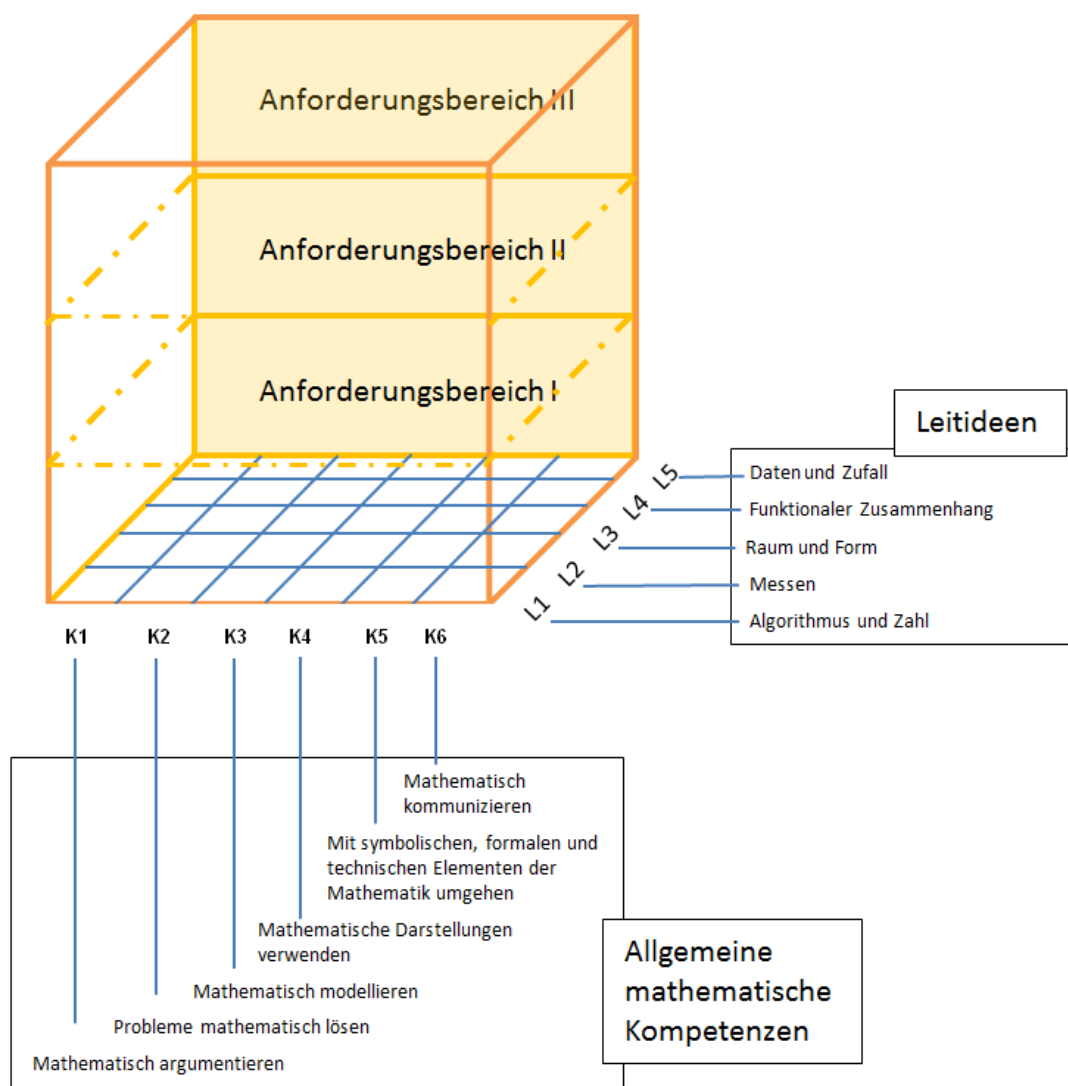 Anforderungsbereich III
Anforderungsbereich II
Anforderungsbereich I
Leitideen
L5
Daten und Zufall
L4
Funktionaler Zusammenhang
L3
Raum und Form
L2
Messen
L1
Algorithmus und Zahl
K1 K2 K3 K4 K5 K6
Mathematisch
kommunizieren
Mit symbolischen, formalen und
technischen Elementen der
Mathematik umgehen
Mathematische Darstellungen
verwenden
Mathematisch modellieren
Probleme mathematisch lösen
Mathematisch argumentieren
Allgemeine
mathematische
Kompetenzen